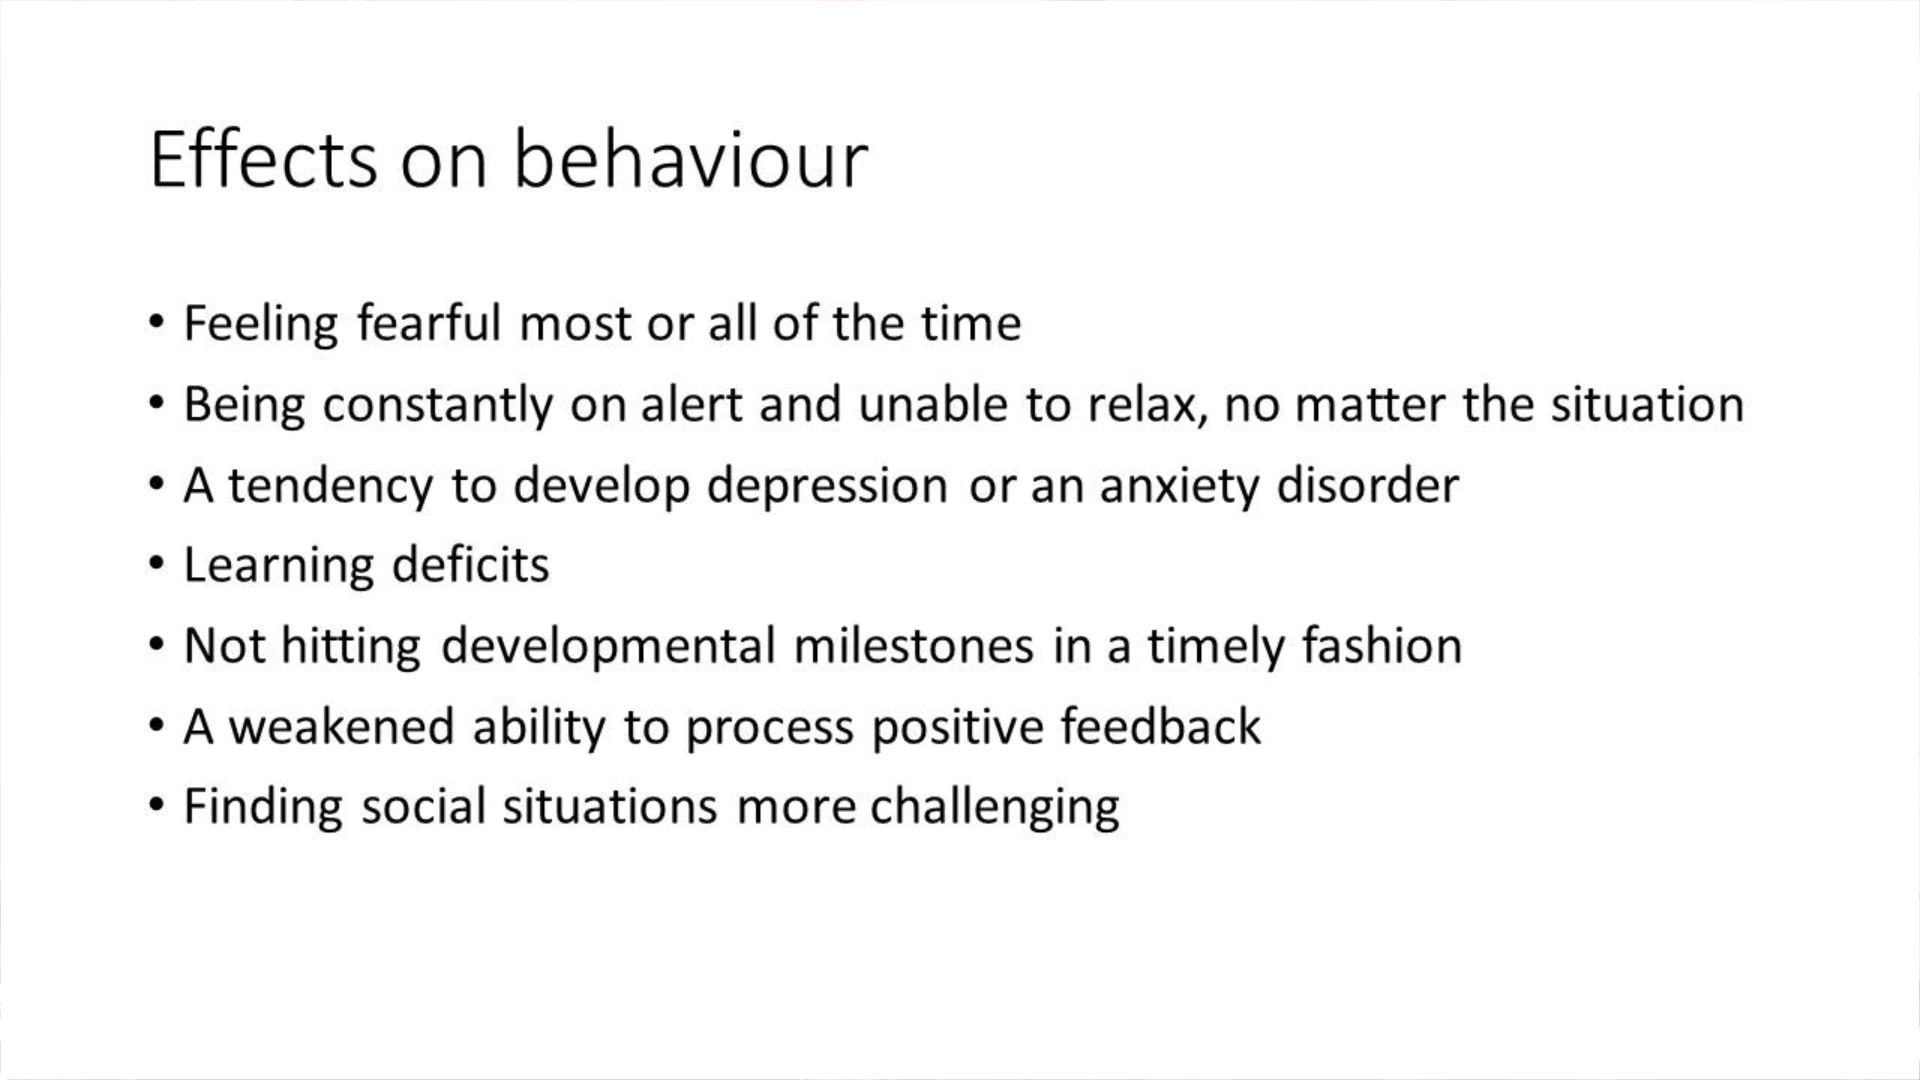 Effects on behaviour
• Feeling fearful most or all of the time
• Being constantly on alert and unable to relax, no matter the situation
• A tendency to develop depression or an anxiety disorder
• Learning deficits
• Not hitting developmental milestones in a timely fashion
• A weakened ability to process positive feedback
• Finding social situations more challenging